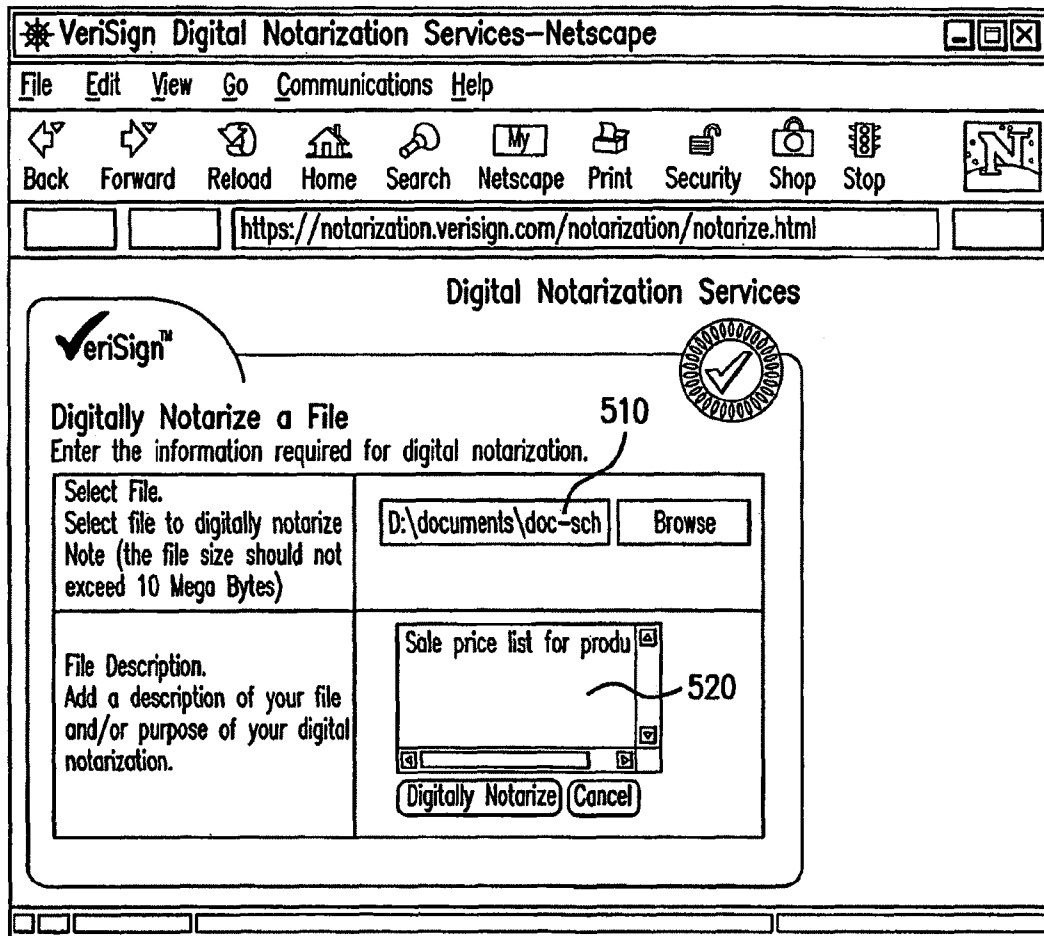 VeriSign Digital Notarization Services—Netscape
File Edit View Go Communications Help
Back Forward Reload Home Search My Netscape Print Security Shop Stop
N
https://notarization.verisign.com/notarization/notarize.html
Digital Notarization Services
VeriSign™
Digitally Notarize a File
510
Enter the information required for digital notarization.
Select File.
Select file to digitally notarize
Note (the file size should not
exceed 10 Mega Bytes)
D:\documents\doc-sch Browse
File Description.
Add a description of your file
and/or purpose of your digital
notarization.
Sale price list for produ
520
Digitally Notarize Cancel